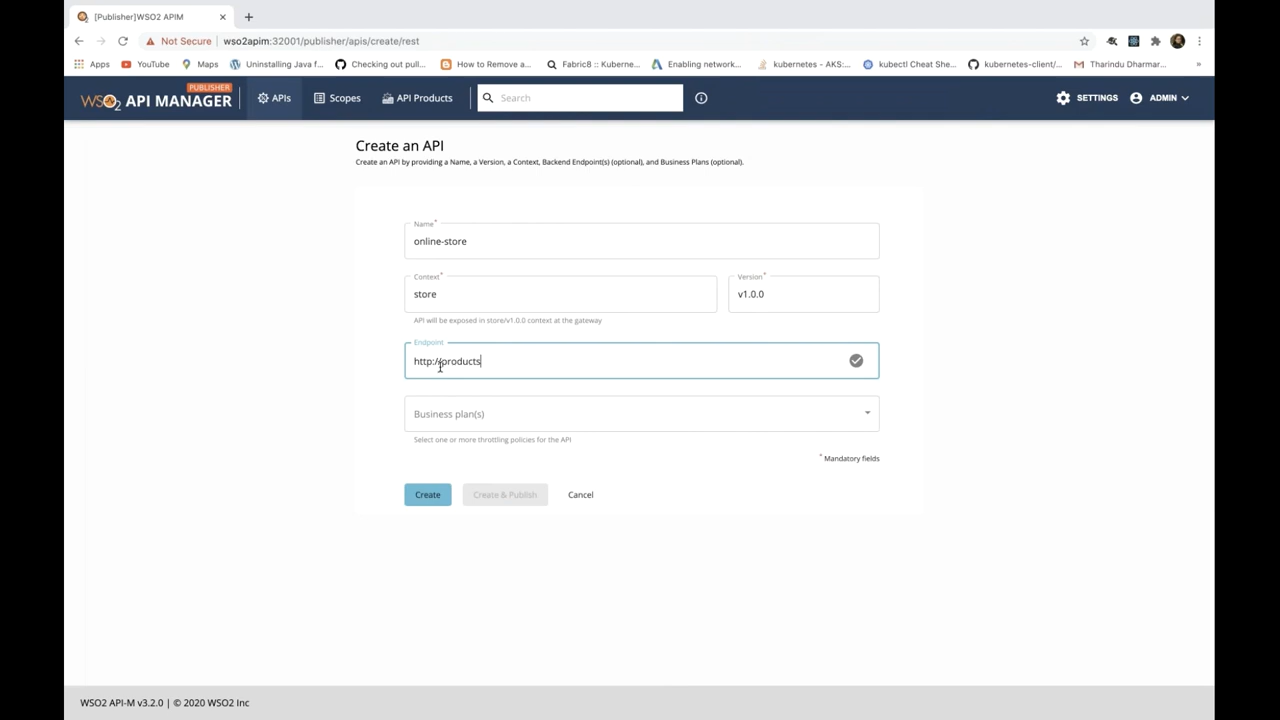 [Publisher]WSO2 APIM
Not Secure wso2apim:32001/publisher/apis/create/rest
Apps YouTube Maps Uninstalling Java f... Checking out pull... How to Remove a... Fabric8 :: Kuberne... Enabling networ... kubernetes - AKS:... kubectl Cheat She... kubernetes-client/... Tharindu Dharmar... »
PUBLISHER
WSO2 API MANAGER APIs Scopes API Products Search SETTINGS ADMIN
Create an API
Create an API by providing a Name, a Version, a Context, Backend Endpoint(s) (optional), and Business Plans (optional).
Name*
online-store
Context* Version*
store v1.0.0
API will be exposed in store/v1.0.0 context at the gateway
Endpoint
http://products
Business plan(s)
Select one or more throttling policies for the API
* Mandatory fields
Create Create & Publish Cancel
WSO2 API-M v3.2.0 | © 2020 WSO2 Inc